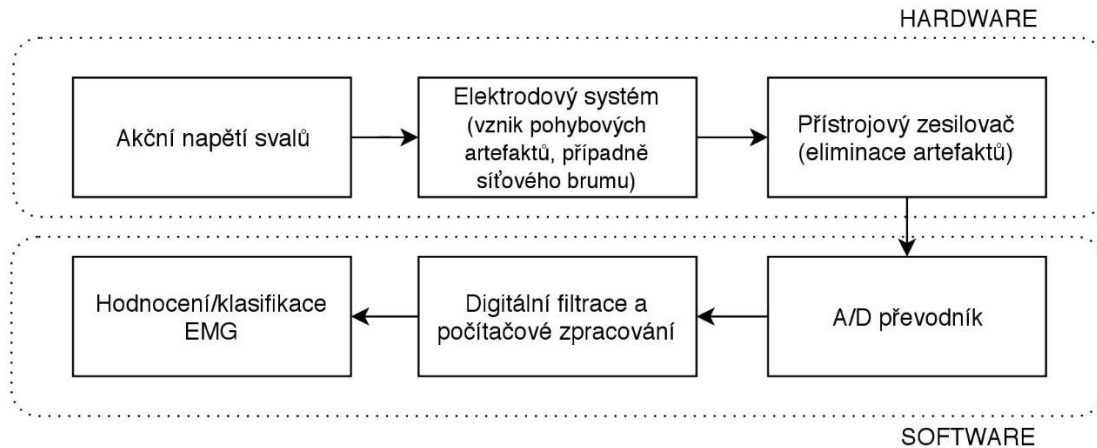 HARDWARE
Akční napětí svalů
Elektrodový systém
(vznik pohybových
artefaktů, případně
síťového brumu)
Přístrojový zesilovač
(eliminace artefaktů)
Hodnocení/klasifikace
EMG
Digitální filtrace a
počítačové zpracování
A/D převodník
SOFTWARE